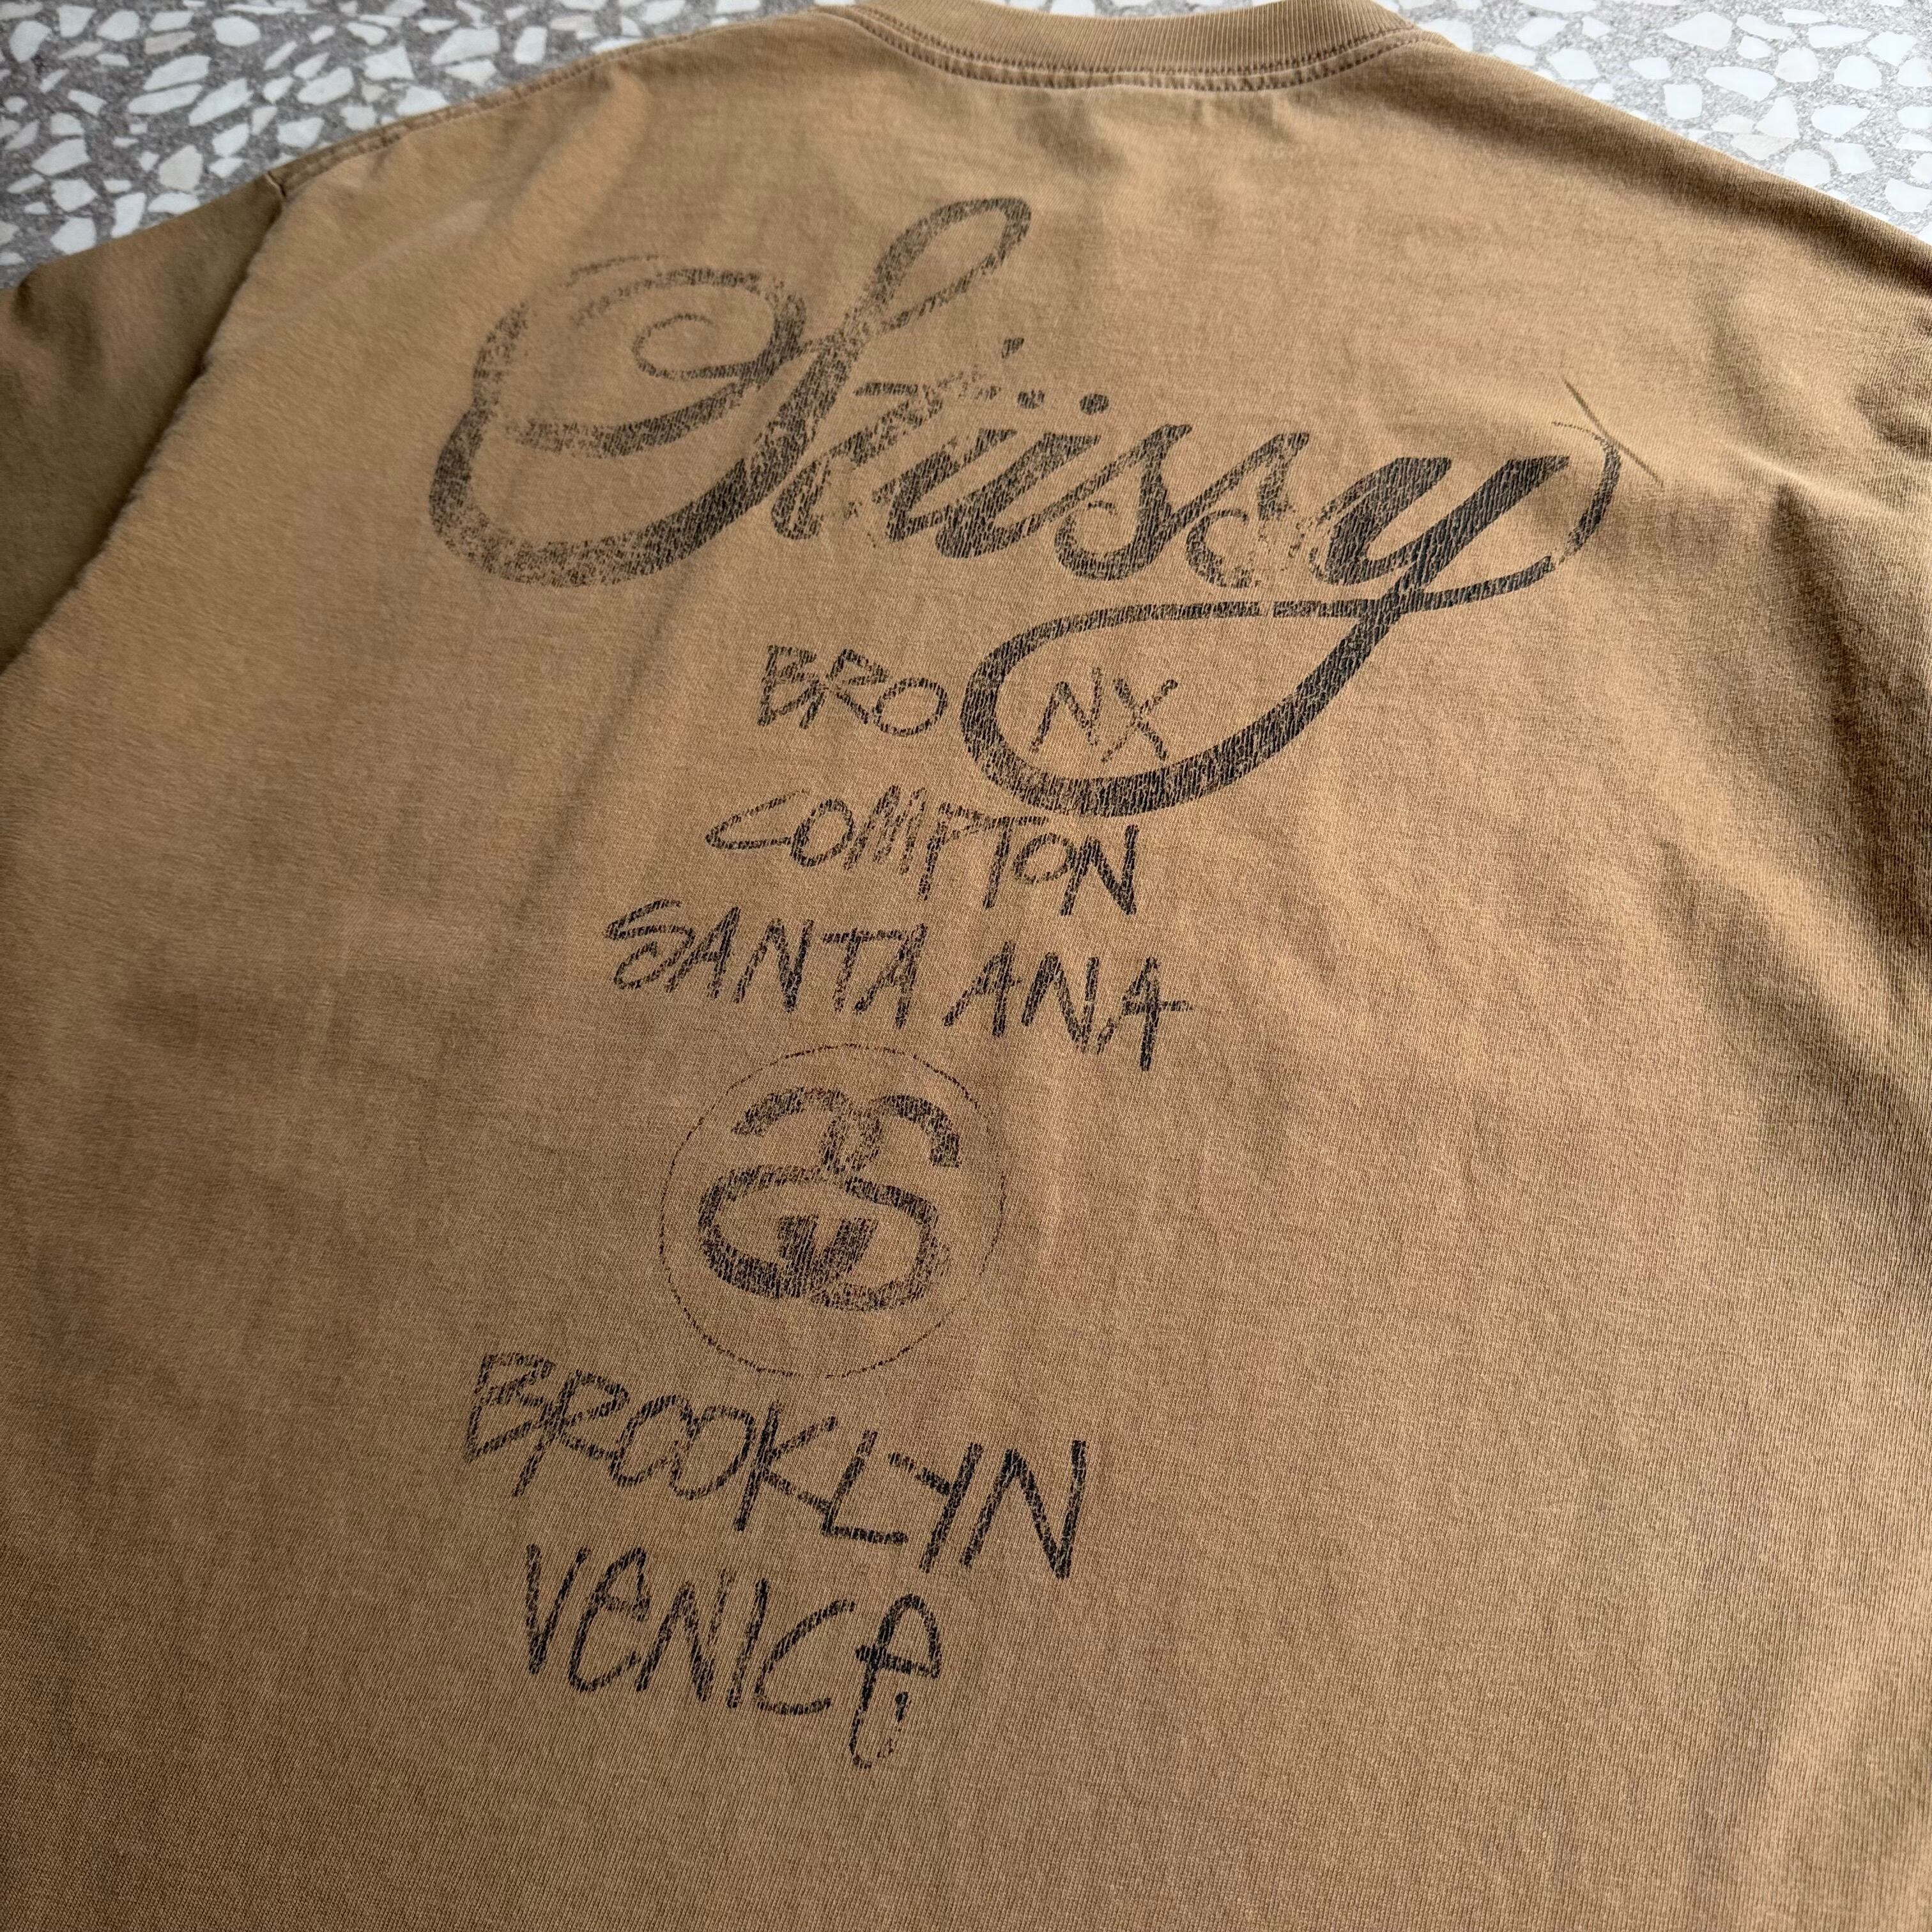 Stüssy
BRONX
COMPTON
SANTA ANA
BROOKLYN
VENICE